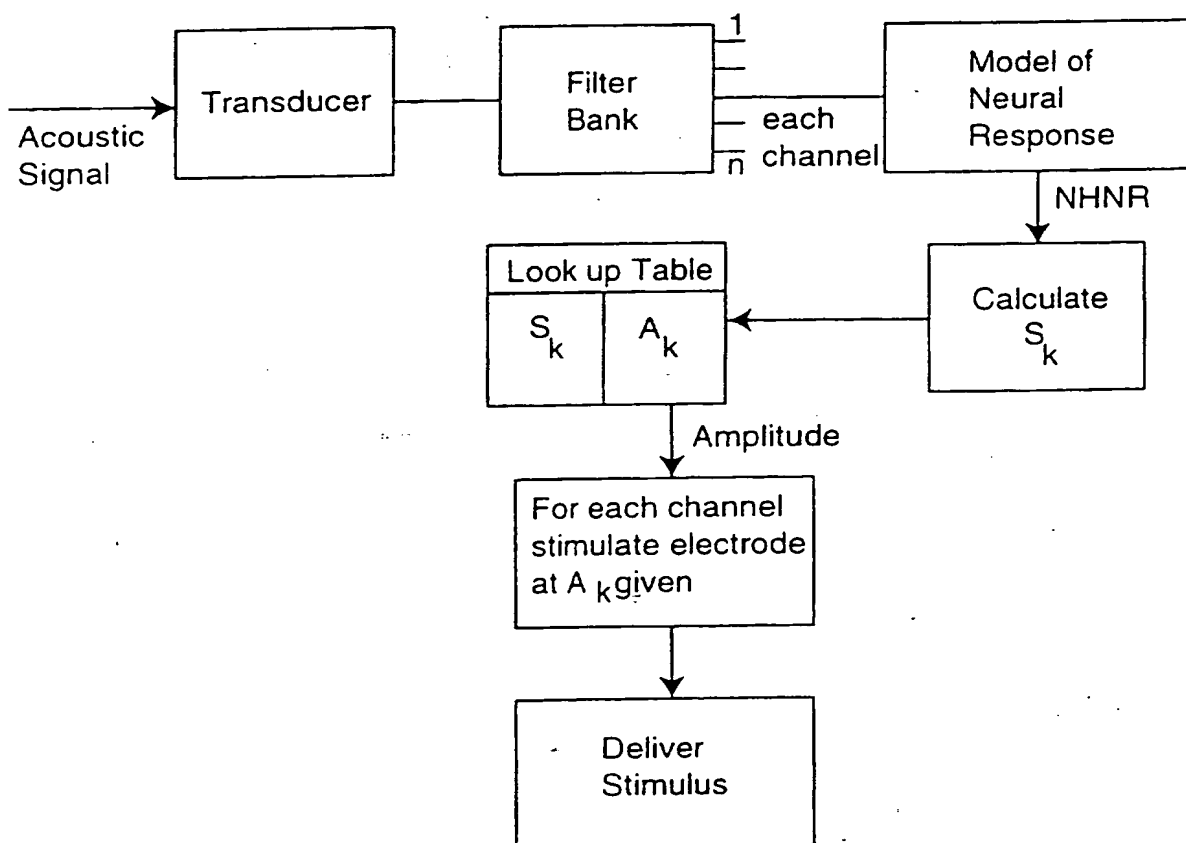 Acoustic
Signal
Transducer
Filter
Bank
1
n
each
channel
Model of
Neural
Response
NHNR
Calculate
S k
Look up Table
S k
A k
Amplitude
For each channel
stimulate electrode
at A k given
Deliver
Stimulus